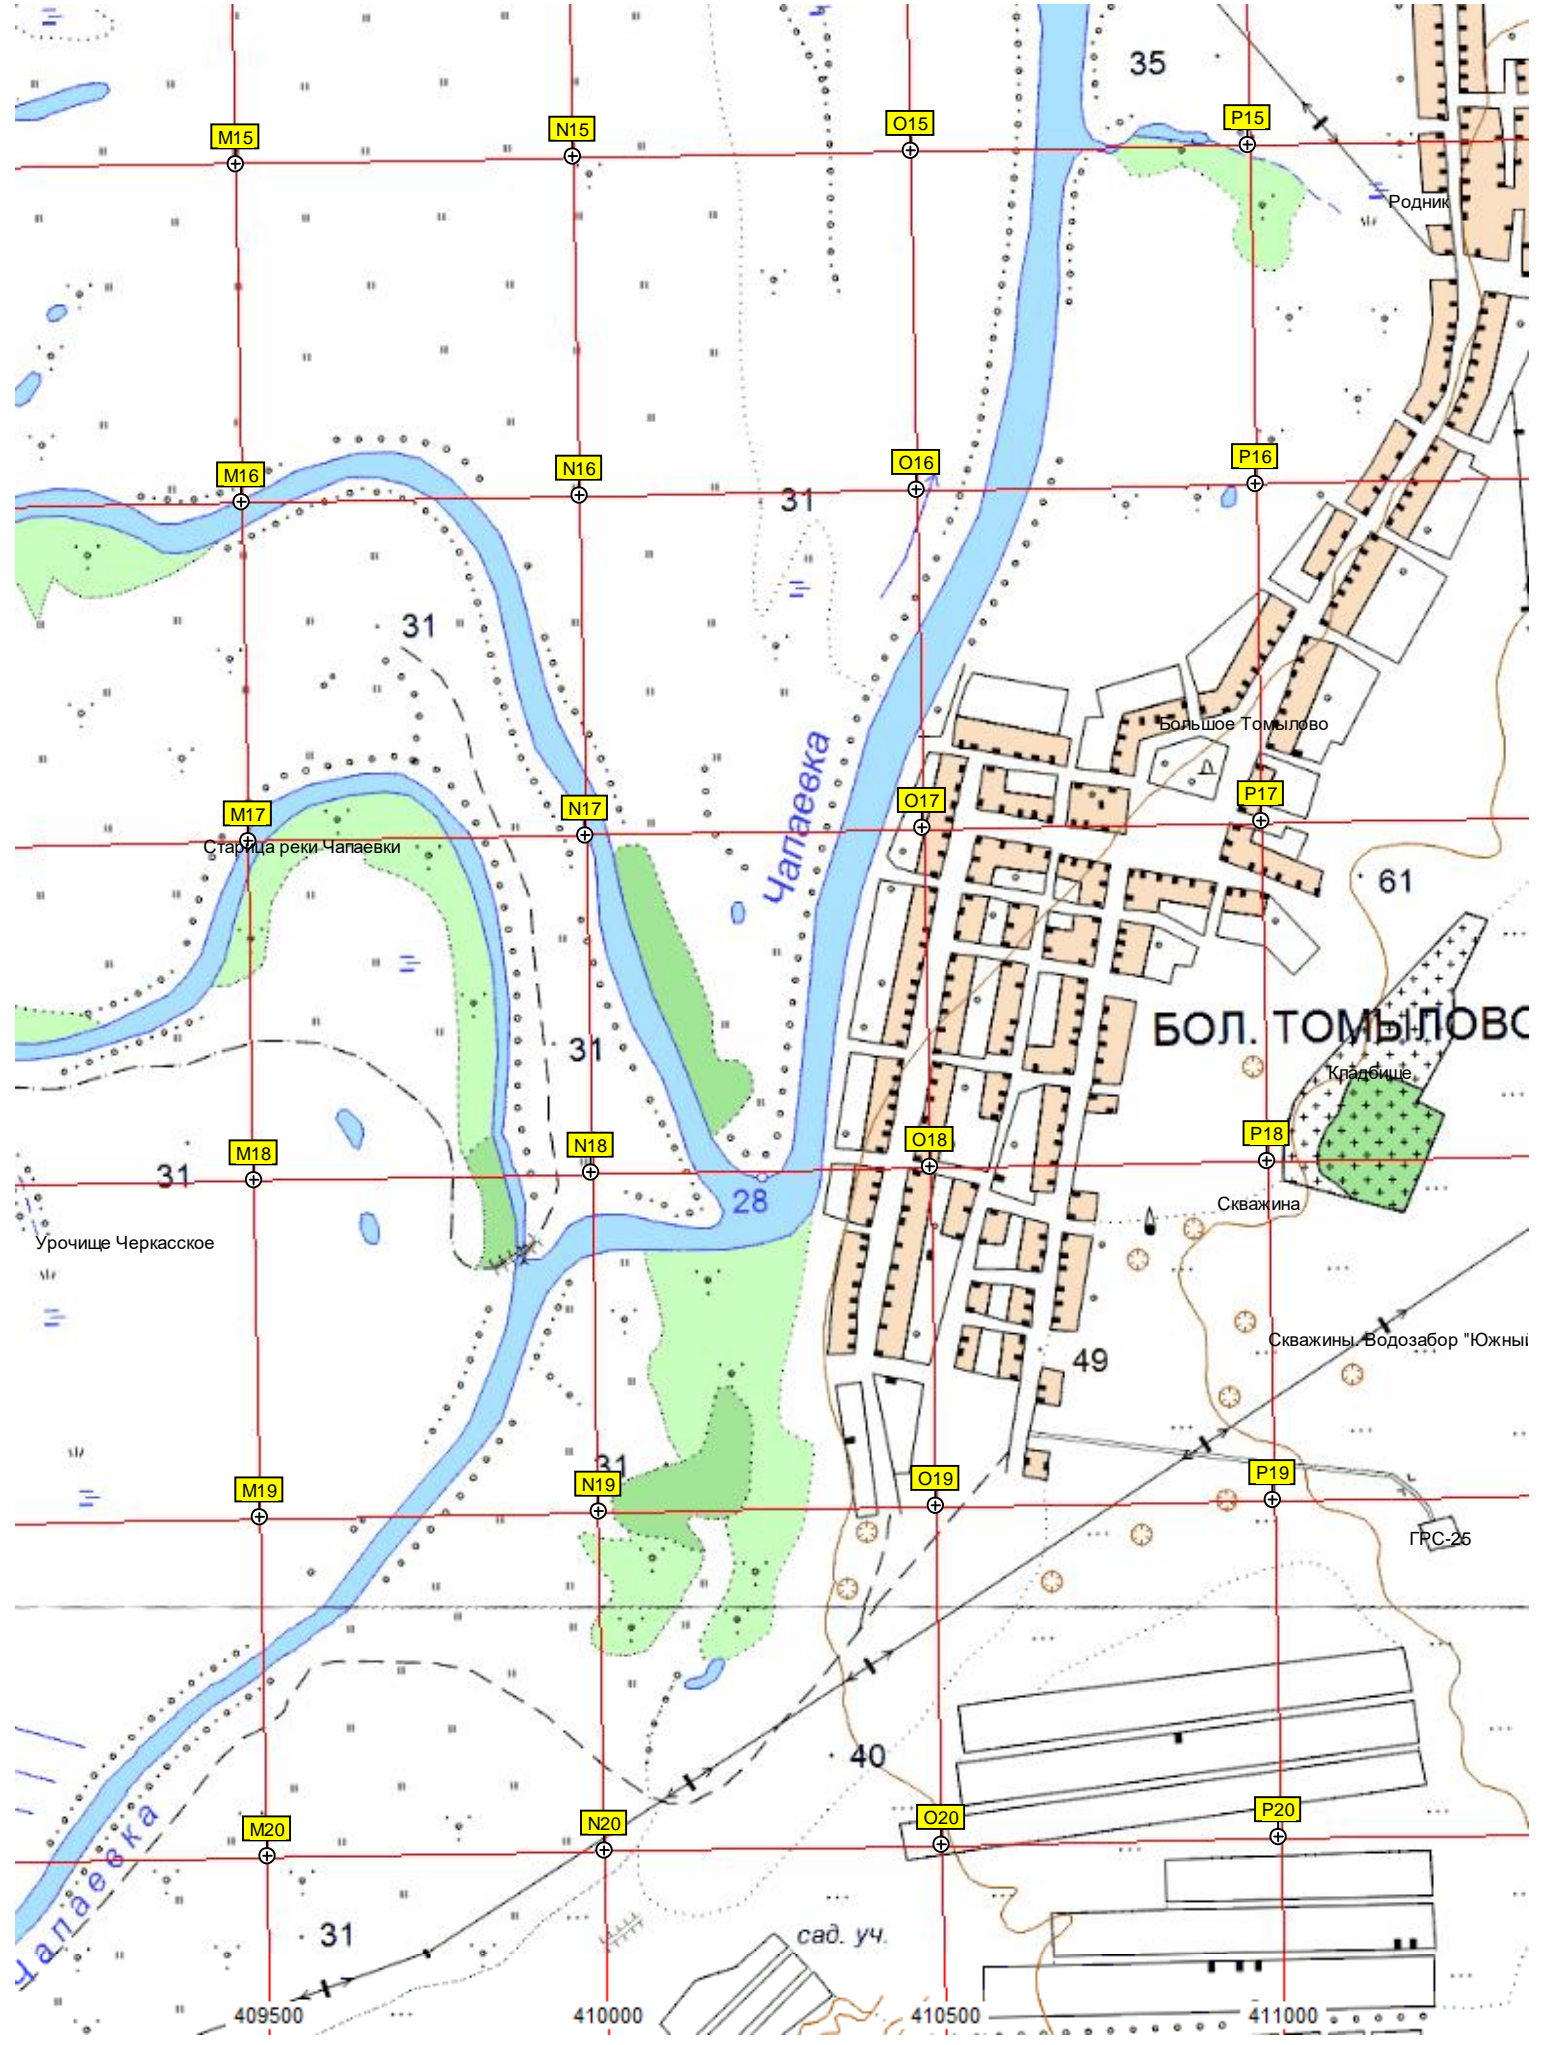 35
M15
N15
O15
P15
Родник
M16
N16
O16
P16
31
31
Большое Томылово
Чапаевка
M17
N17
O17
P17
Старица реки Чапаевки
61
БОЛ. ТОМЫЛОВО
31
Кладбище
M18
N18
O18
P18
31
28
Скважина
Урочище Черкасское
Скважины. Водозабор "Южный
49
31
M19
N19
O19
P19
ГРС-25
40
Чапаевка
M20
N20
O20
P20
31
сад. уч.
409500
410000
410500
411000